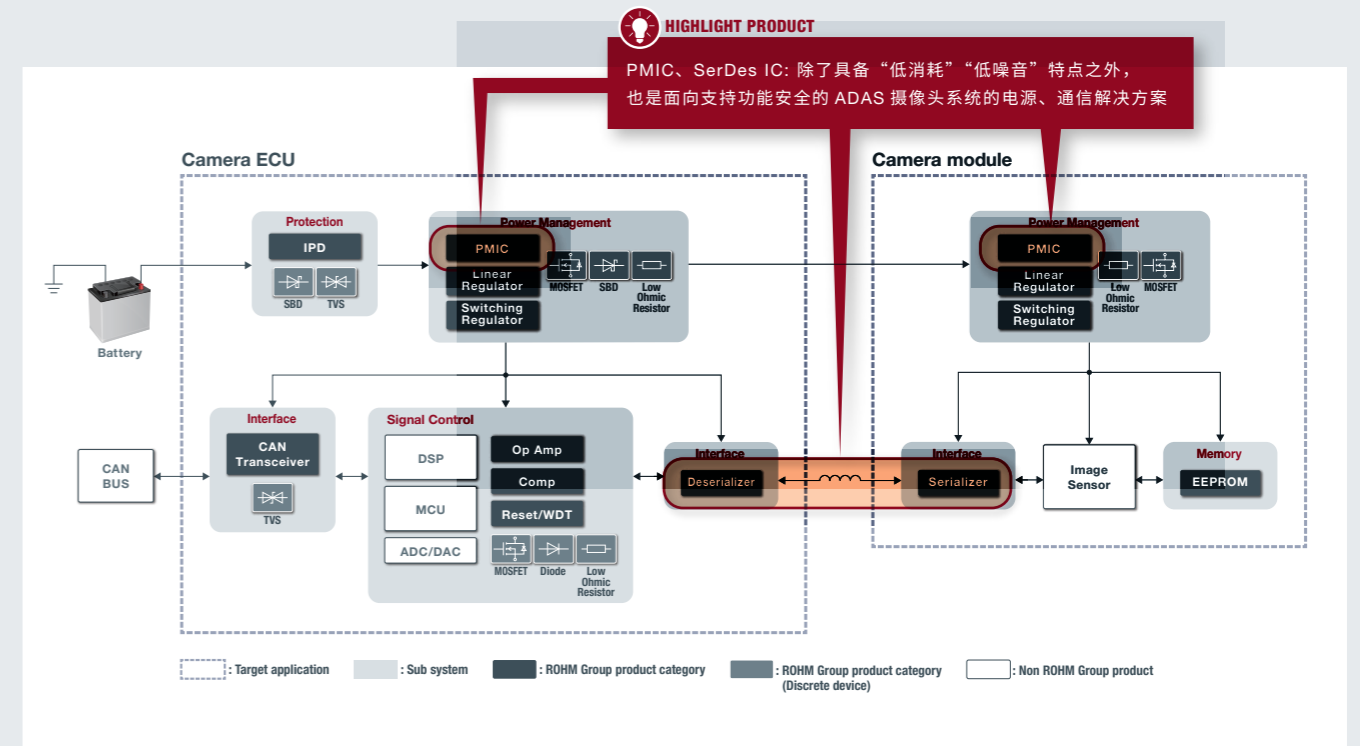 HIGHLIGHT PRODUCT
PMIC、SerDes IC: 除了具备“低消耗”“低噪音”特点之外，
也是面向支持功能安全的 ADAS 摄像头系统的电源、通信解决方案
Camera ECU
Camera module
Protection
IPD
SBD
TVS
Power Management
PMIC
Linear
Regulator
Switching
Regulator
MOSFET
SBD
Low
Ohmic
Resistor
Power Management
PMIC
Linear
Regulator
Switching
Regulator
Low
Ohmic
Resistor
MOSFET
Battery
CAN
BUS
Interface
CAN
Transceiver
TVS
Signal Control
DSP
MCU
ADC/DAC
Op Amp
Comp
Reset/WDT
MOSFET
Diode
Low
Ohmic
Resistor
Interface
Deserializer
Interface
Serializer
Image
Sensor
Memory
EEPROM
: Target application
: Sub system
: ROHM Group product category
: ROHM Group product category
(Discrete device)
: Non ROHM Group product